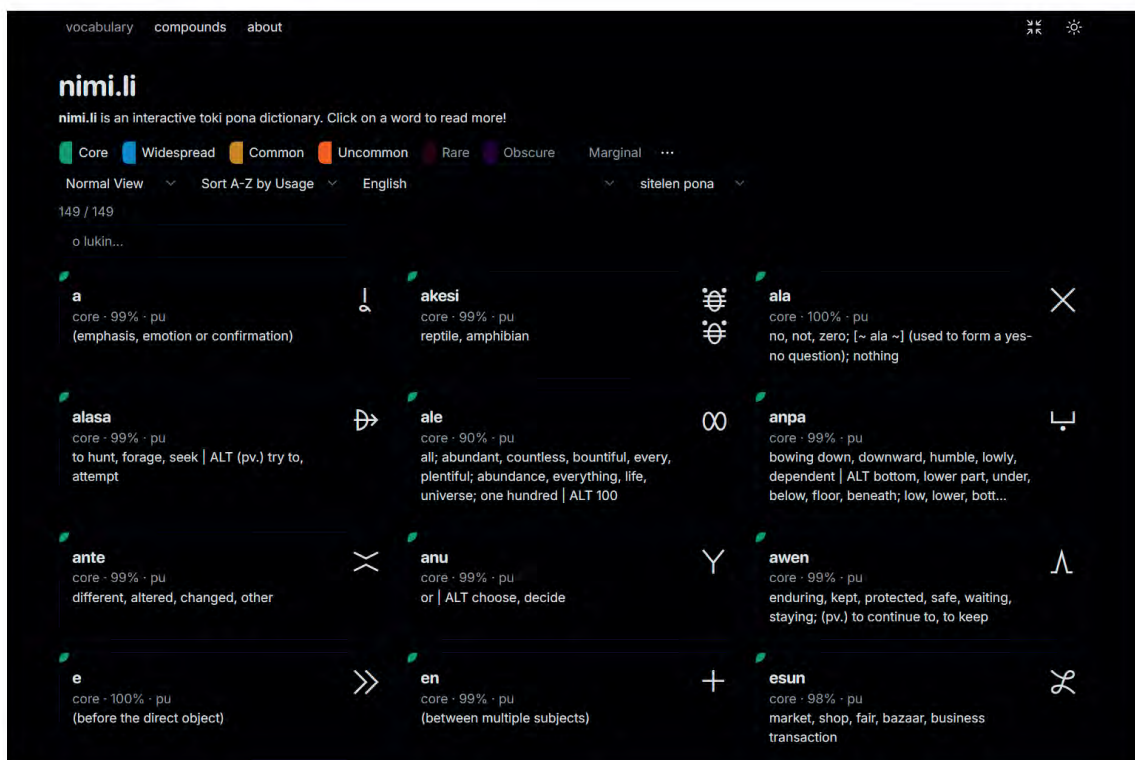 vocabulary compounds about
nimi.li
nimi.li is an interactive toki pona dictionary. Click on a word to read more!
Core Widespread Common Uncommon Rare Obscure Marginal ...
Normal View Sort A-Z by Usage English sitelen pona
149 / 149
o lukin...
a
core · 99% · pu
(emphasis, emotion or confirmation)
akesi
core · 99% · pu
reptile, amphibian
ala
core · 100% · pu
no, not, zero; [~ ala ~] (used to form a yes-
no question); nothing
alasa
core · 99% · pu
to hunt, forage, seek | ALT (pv.) try to,
attempt
ale
core · 90% · pu
all; abundant, countless, bountiful, every,
plentiful; abundance, everything, life,
universe; one hundred | ALT 100
anpa
core · 99% · pu
bowing down, downward, humble, lowly,
dependent | ALT bottom, lower part, under,
below, floor, beneath; low, lower, bott...
ante
core · 99% · pu
different, altered, changed, other
anu
core · 99% · pu
or | ALT choose, decide
awen
core · 99% · pu
enduring, kept, protected, safe, waiting,
staying; (pv.) to continue to, to keep
e
core · 100% · pu
(before the direct object)
en
core · 99% · pu
(between multiple subjects)
esun
core · 98% · pu
market, shop, fair, bazaar, business
transaction